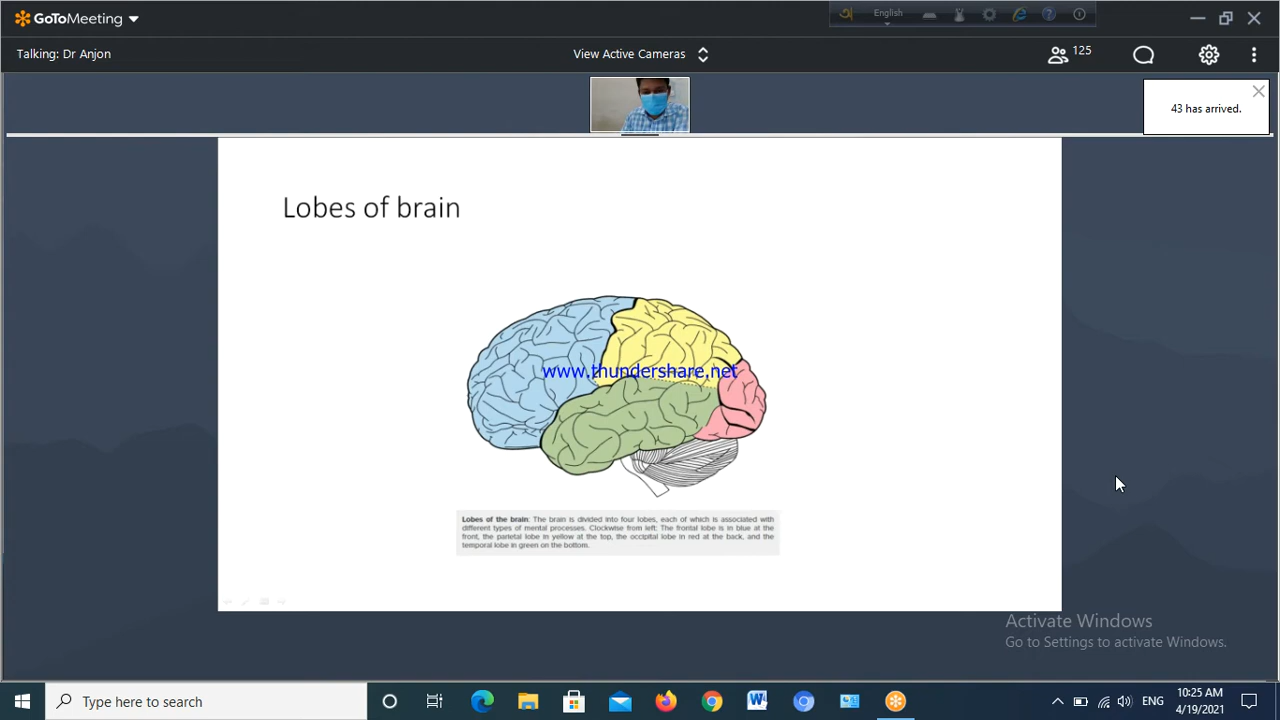 GoToMeeting
English
Talking: Dr Anjon
View Active Cameras
125
43 has arrived.
Lobes of brain
www.thundershare.net
Lobes of the brain: The brain is divided into four lobes, each of which is associated with
different types of mental processes. Clockwise from left: The frontal lobe is in blue at the
front, the parietal lobe in yellow at the top, the occipital lobe in red at the back, and the
temporal lobe in green on the bottom.
Activate Windows
Go to Settings to activate Windows.
Type here to search
ENG
10:25 AM
4/19/2021